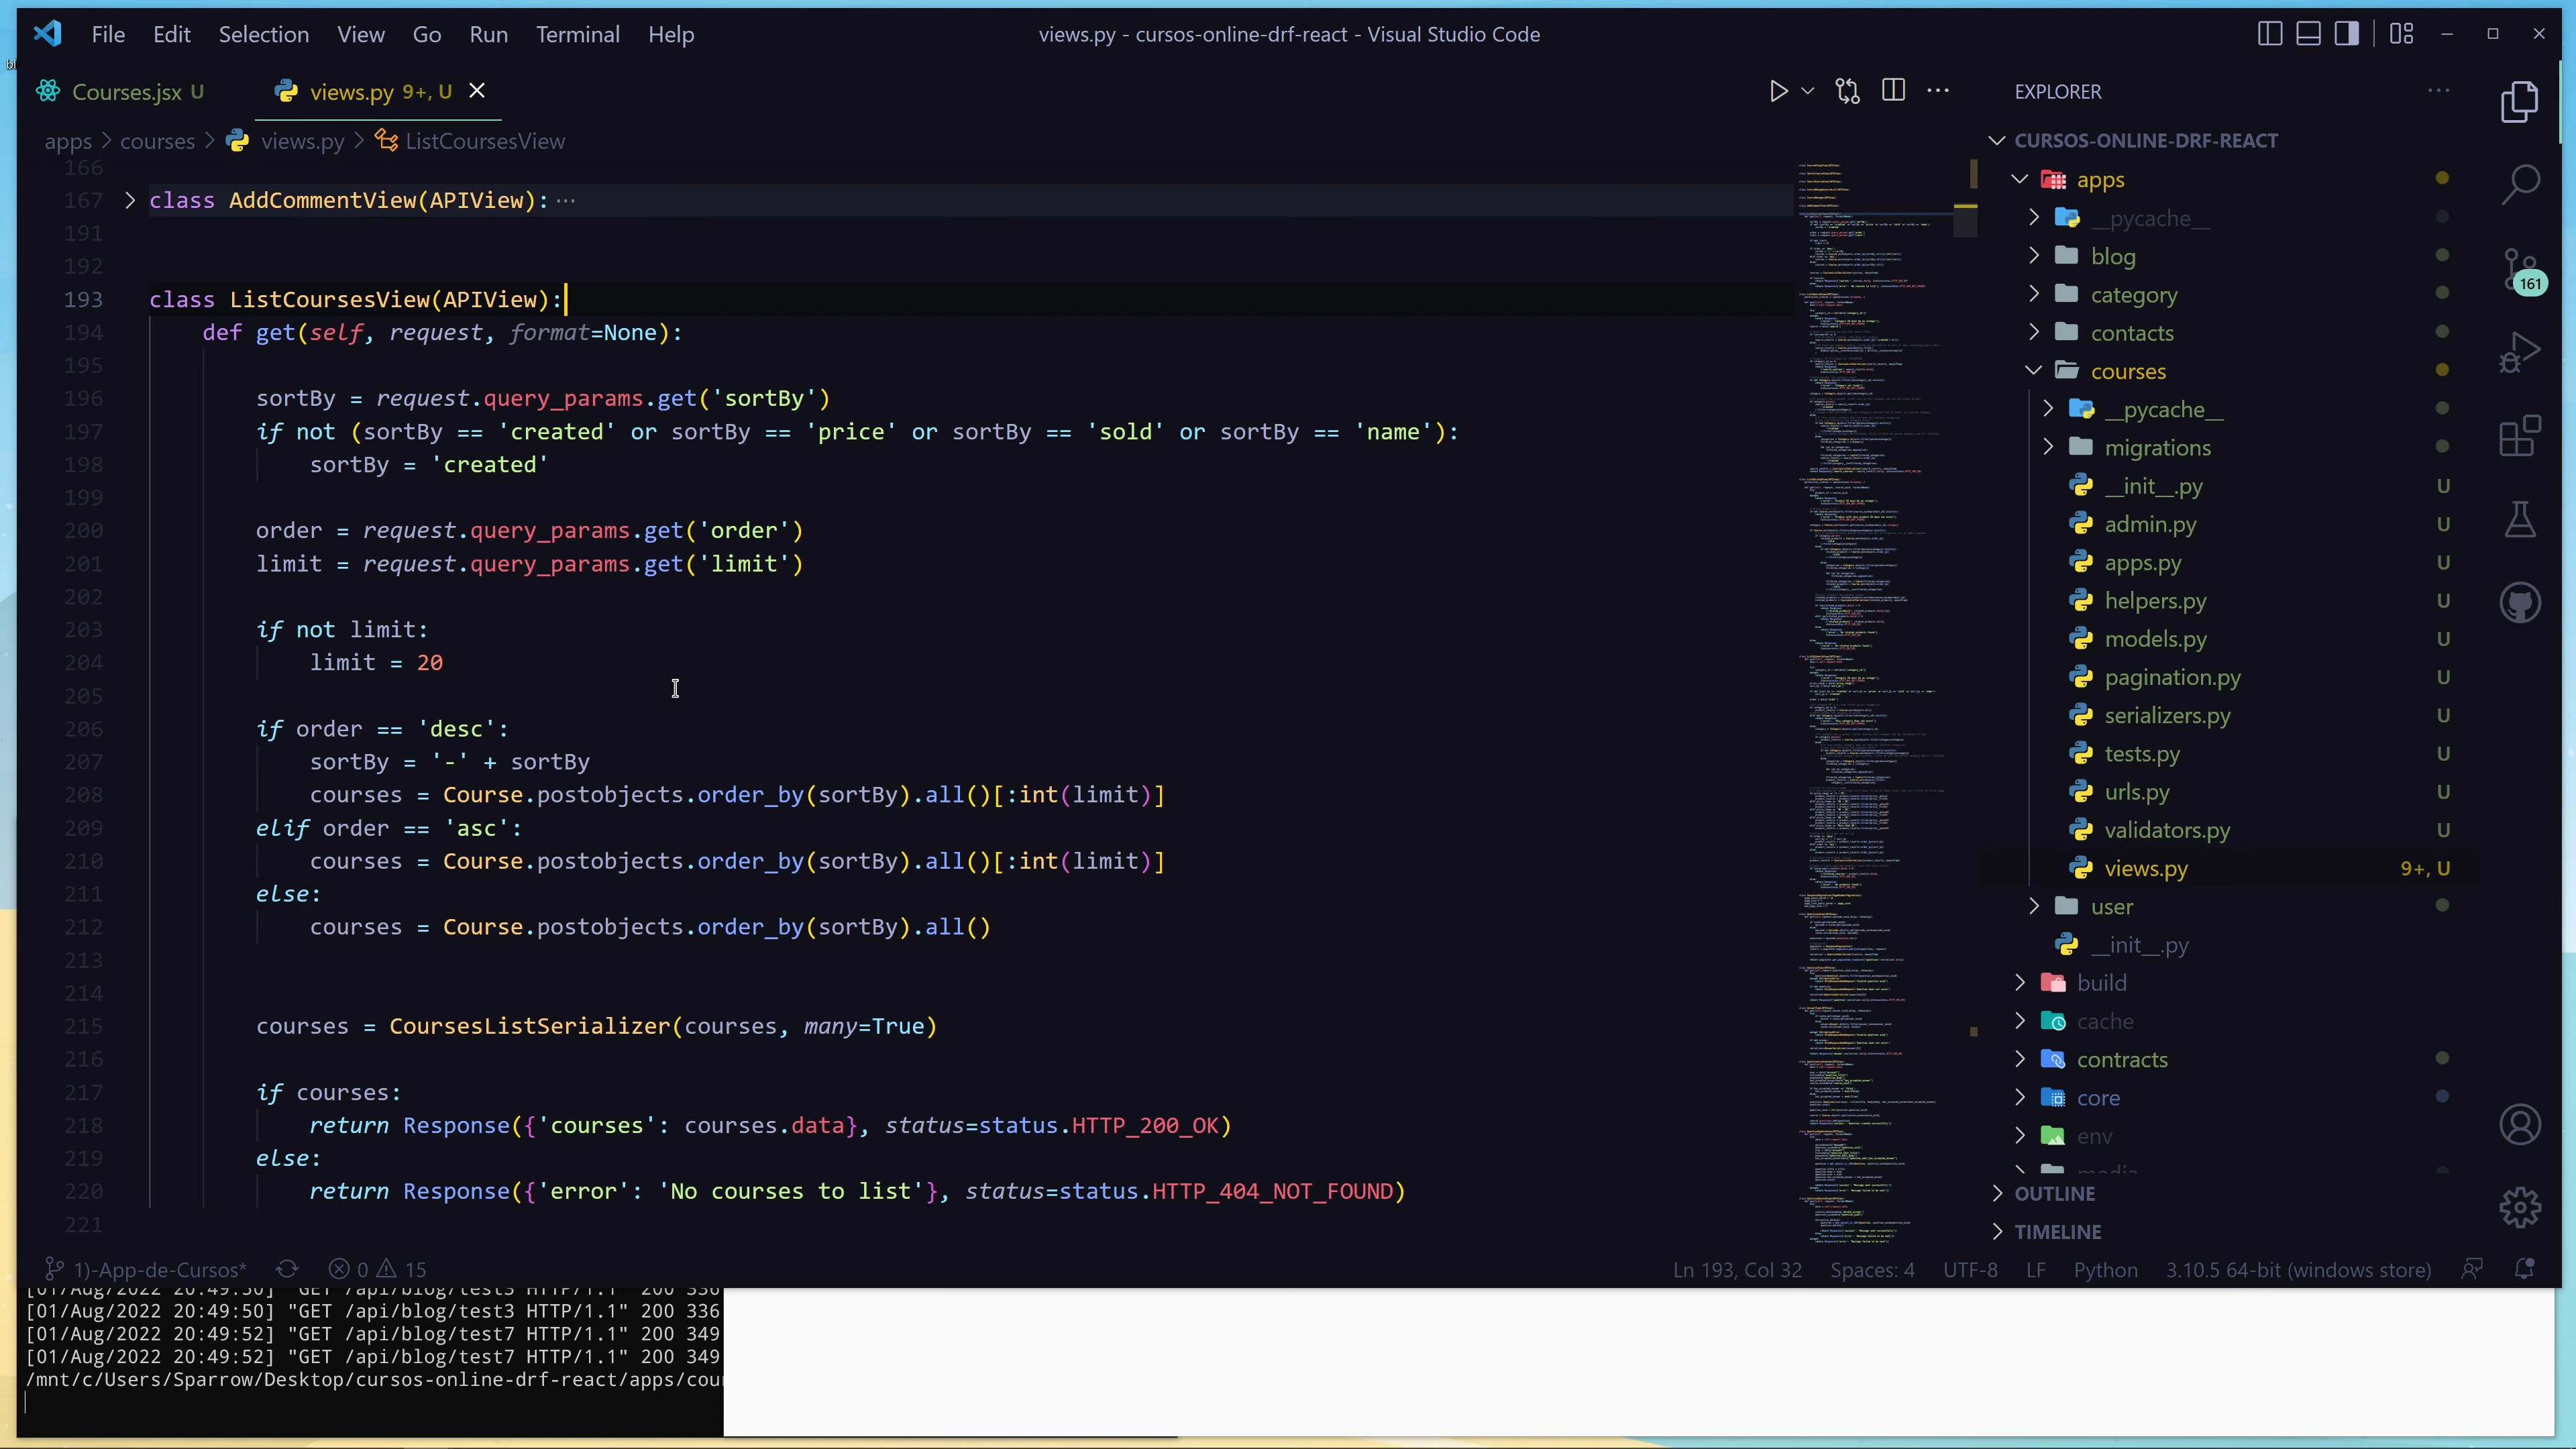 File Edit Selection View Go Run Terminal Help
views.py - cursos-online-drf-react - Visual Studio Code
Courses.jsx U
views.py 9+, U
apps > courses > views.py > ListCoursesView
166
167 class AddCommentView(APIView): ...
191
192
193 class ListCoursesView(APIView):
194 def get(self, request, format=None):
195
196 sortBy = request.query_params.get('sortBy')
197 if not (sortBy == 'created' or sortBy == 'price' or sortBy == 'sold' or sortBy == 'name'):
198 sortBy = 'created'
199
200 order = request.query_params.get('order')
201 limit = request.query_params.get('limit')
202
203 if not limit:
204 limit = 20
205
206 if order == 'desc':
207 sortBy = '-' + sortBy
208 courses = Course.postobjects.order_by(sortBy).all()[:int(limit)]
209 elif order == 'asc':
210 courses = Course.postobjects.order_by(sortBy).all()[:int(limit)]
211 else:
212 courses = Course.postobjects.order_by(sortBy).all()
213
214
215 courses = CoursesListSerializer(courses, many=True)
216
217 if courses:
218 return Response({'courses': courses.data}, status=status.HTTP_200_OK)
219 else:
220 return Response({'error': 'No courses to list'}, status=status.HTTP_404_NOT_FOUND)
221
EXPLORER
CURSOS-ONLINE-DRF-REACT
apps
__pycache__
blog
category
contacts
courses
__pycache__
migrations
__init__.py U
admin.py U
apps.py U
helpers.py U
models.py U
pagination.py U
serializers.py U
tests.py U
urls.py U
validators.py U
views.py 9+, U
user
__init__.py
build
cache
contracts
core
env
media
OUTLINE
TIMELINE
161
1)-App-de-Cursos* 0 15
Ln 193, Col 32 Spaces: 4 UTF-8 LF Python 3.10.5 64-bit (windows store)
[01/Aug/2022 20:49:50] "GET /api/blog/test3 HTTP/1.1" 200 336
[01/Aug/2022 20:49:50] "GET /api/blog/test3 HTTP/1.1" 200 336
[01/Aug/2022 20:49:52] "GET /api/blog/test7 HTTP/1.1" 200 349
[01/Aug/2022 20:49:52] "GET /api/blog/test7 HTTP/1.1" 200 349
/mnt/c/Users/Sparrow/Desktop/cursos-online-drf-react/apps/cou